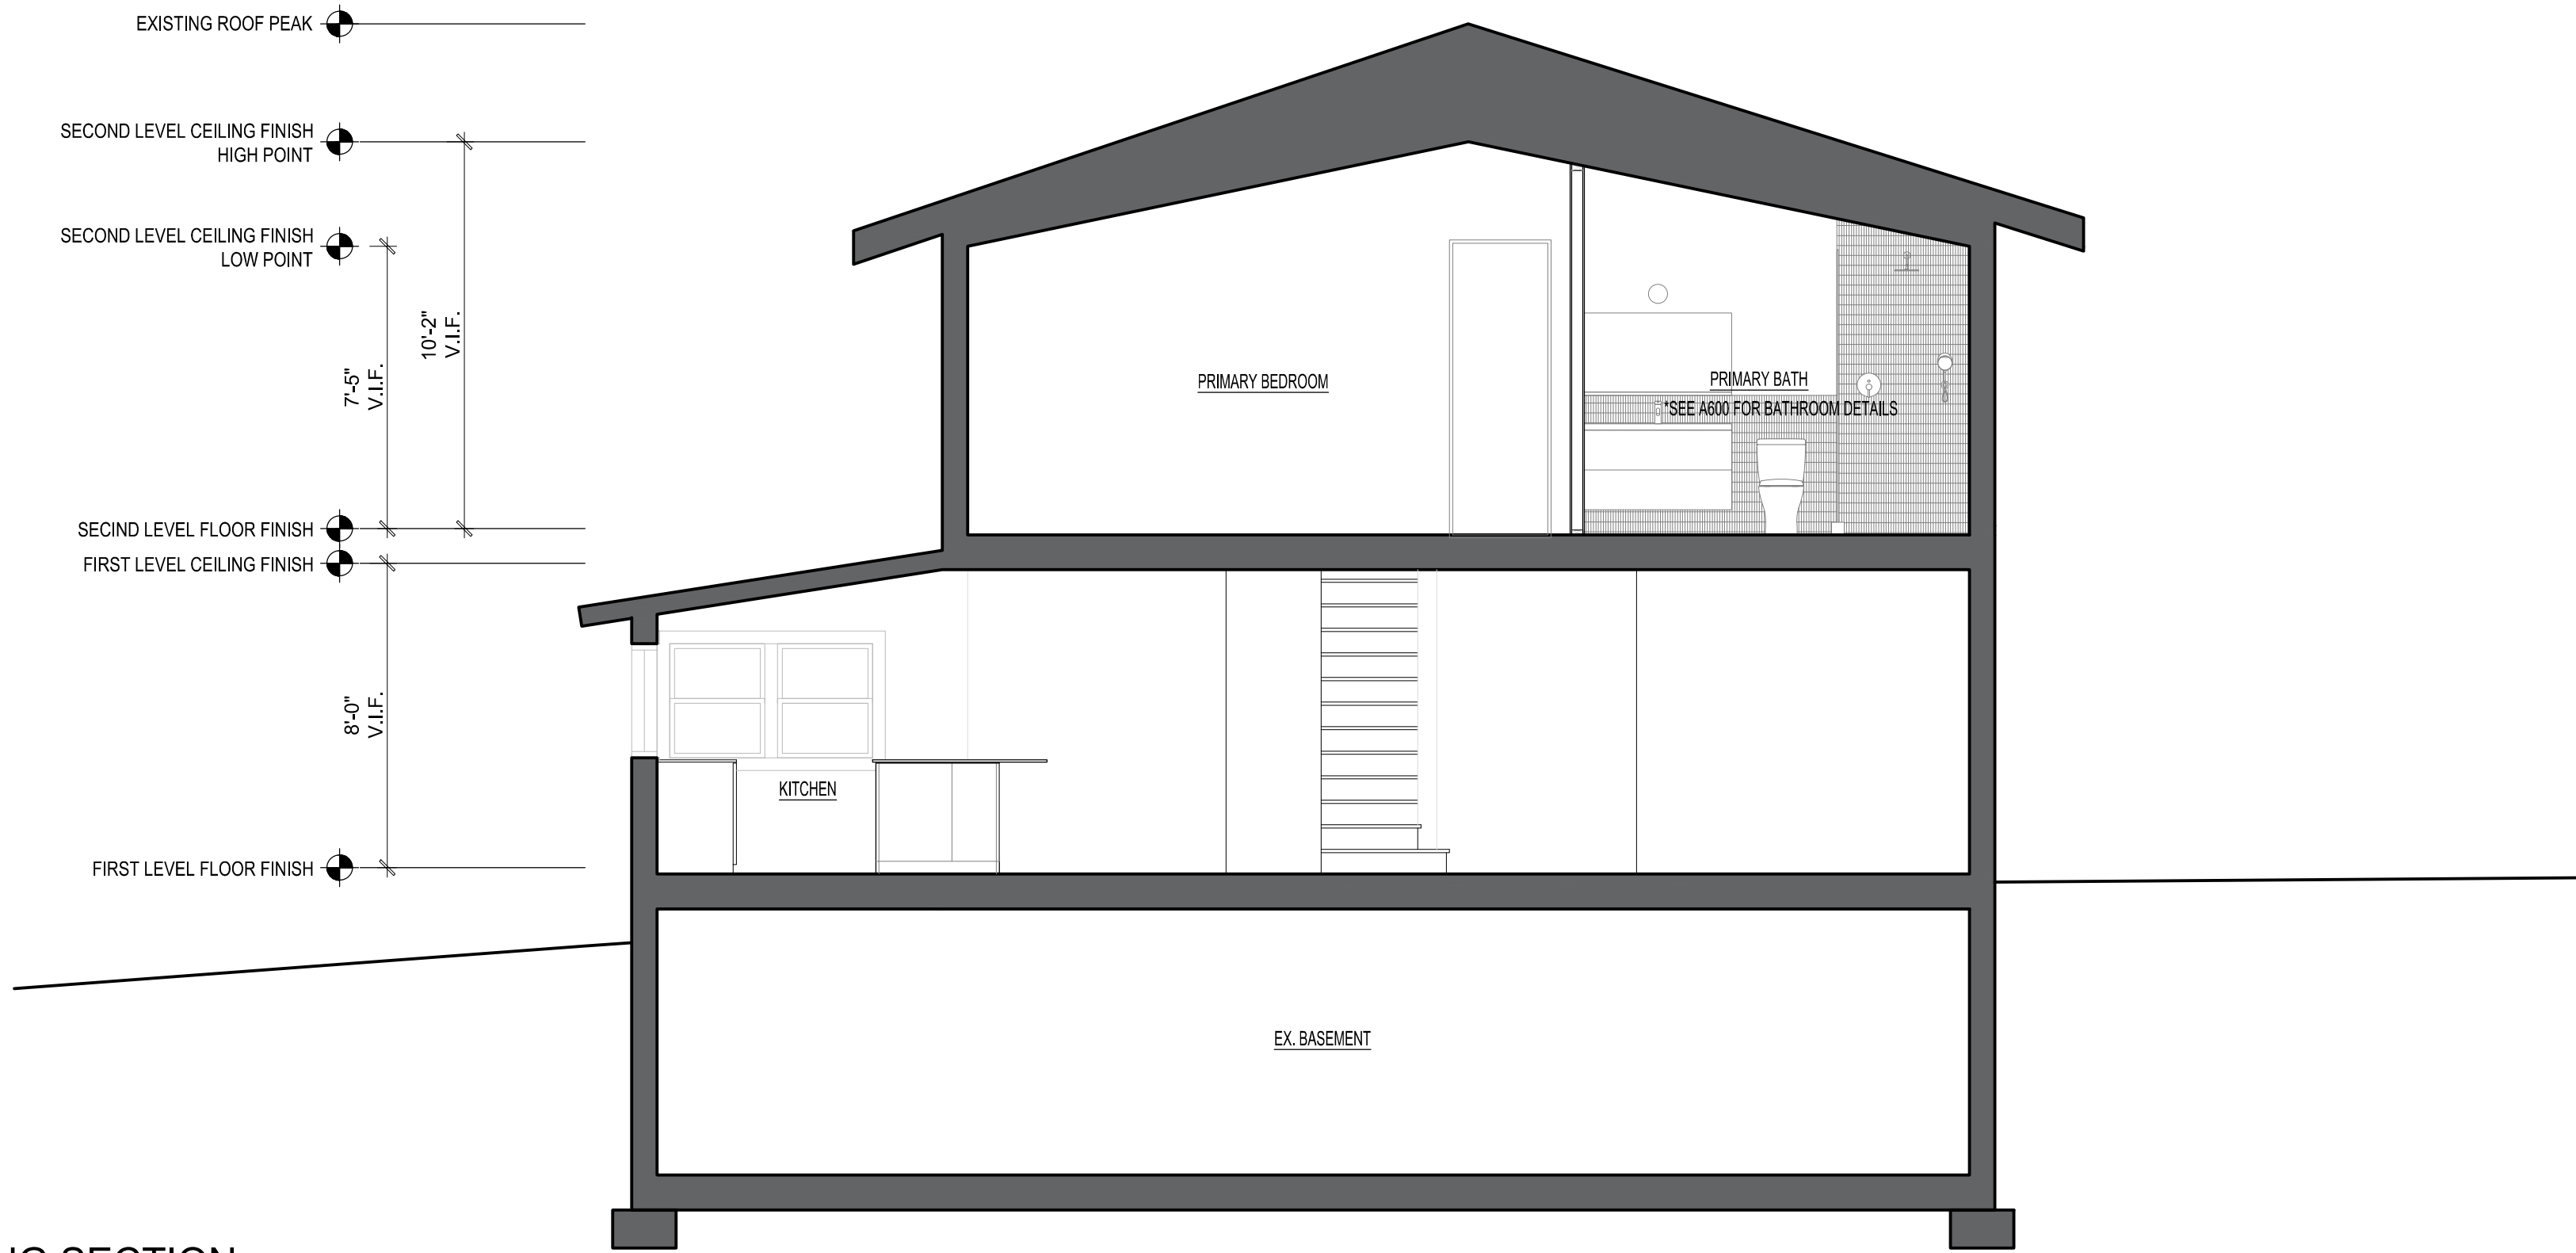 EXISTING ROOF PEAK
SECOND LEVEL CEILING FINISH
HIGH POINT
SECOND LEVEL CEILING FINISH
LOW POINT
10'-2"
V.I.F.
7'-5"
V.I.F.
PRIMARY BEDROOM
PRIMARY BATH
*SEE A600 FOR BATHROOM DETAILS
SECIND LEVEL FLOOR FINISH
FIRST LEVEL CEILING FINISH
8'-0"
V.I.F.
KITCHEN
FIRST LEVEL FLOOR FINISH
EX. BASEMENT
SECTION